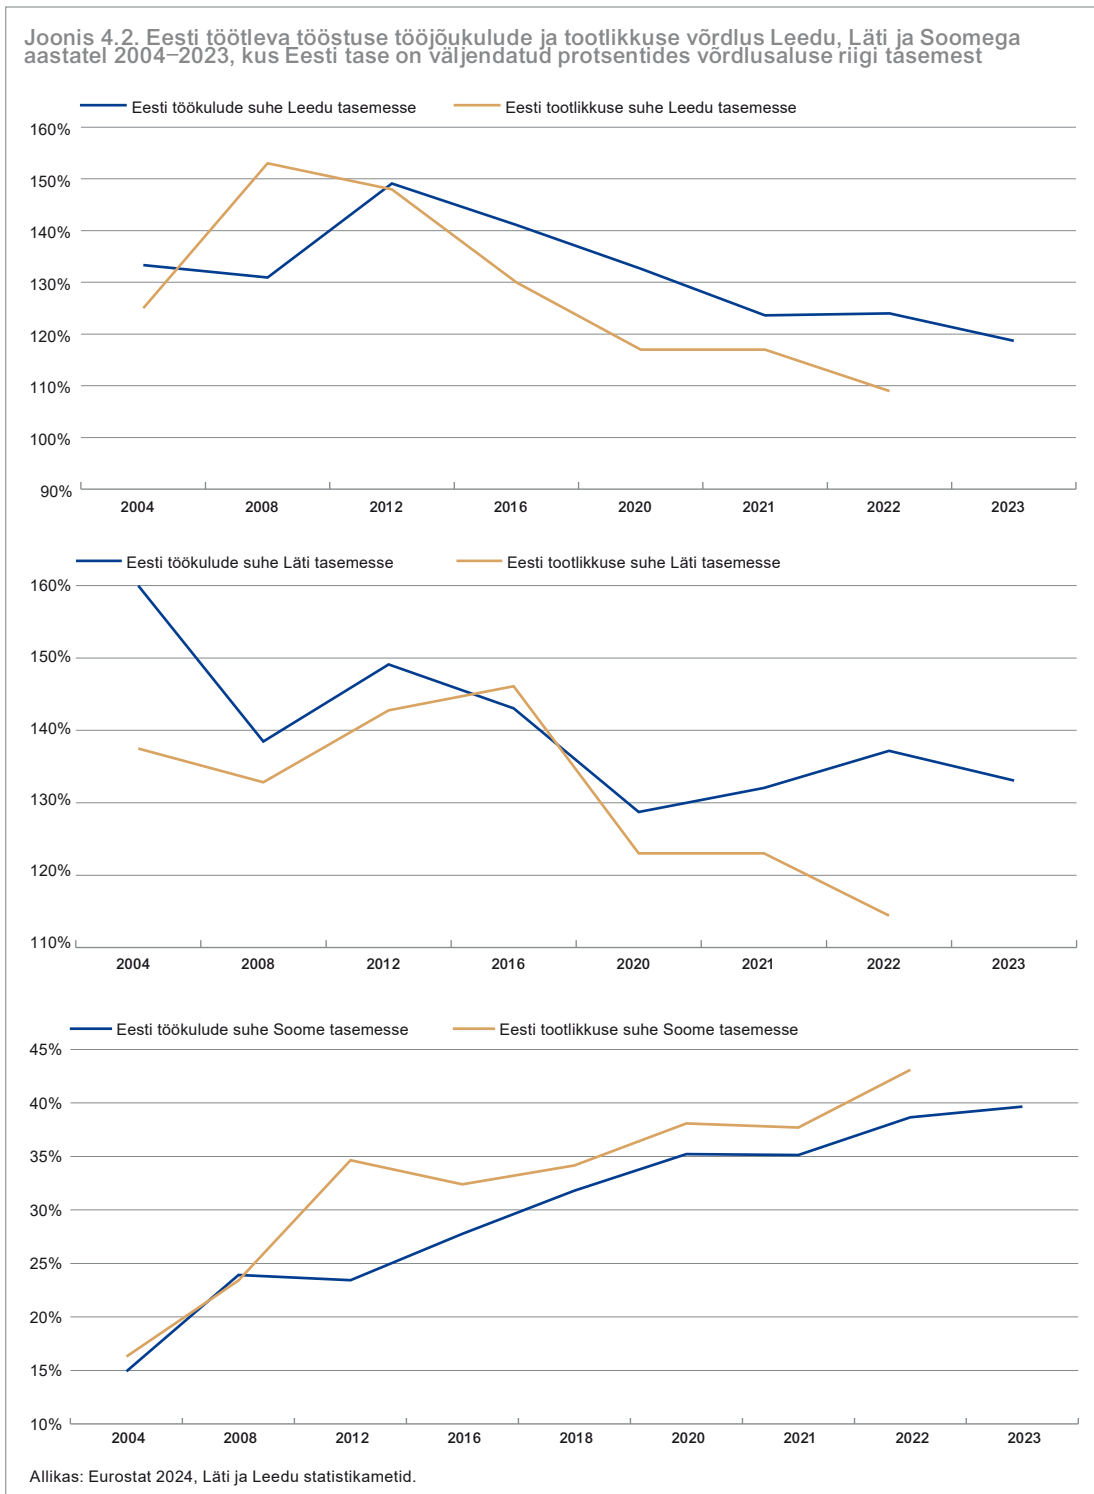 Joonis 4.2. Eesti töötleva tööstuse tööjõukulude ja tootlikkuse võrdlus Leedu, Läti ja Soomega
aastatel 2004–2023, kus Eesti tase on väljendatud protsentides võrdlusaluse riigi tasemest
Eesti töökulude suhe Leedu tasemesse Eesti tootlikkuse suhe Leedu tasemesse
160%
150%
140%
130%
120%
110%
100%
90%
2004 2008 2012 2016 2020 2021 2022 2023
Eesti töökulude suhe Läti tasemesse Eesti tootlikkuse suhe Läti tasemesse
160%
150%
140%
130%
120%
110%
2004 2008 2012 2016 2020 2021 2022 2023
Eesti töökulude suhe Soome tasemesse Eesti tootlikkuse suhe Soome tasemesse
45%
40%
35%
30%
25%
20%
15%
10%
2004 2008 2012 2016 2018 2020 2021 2022 2023
Allikas: Eurostat 2024, Läti ja Leedu statistikametid.